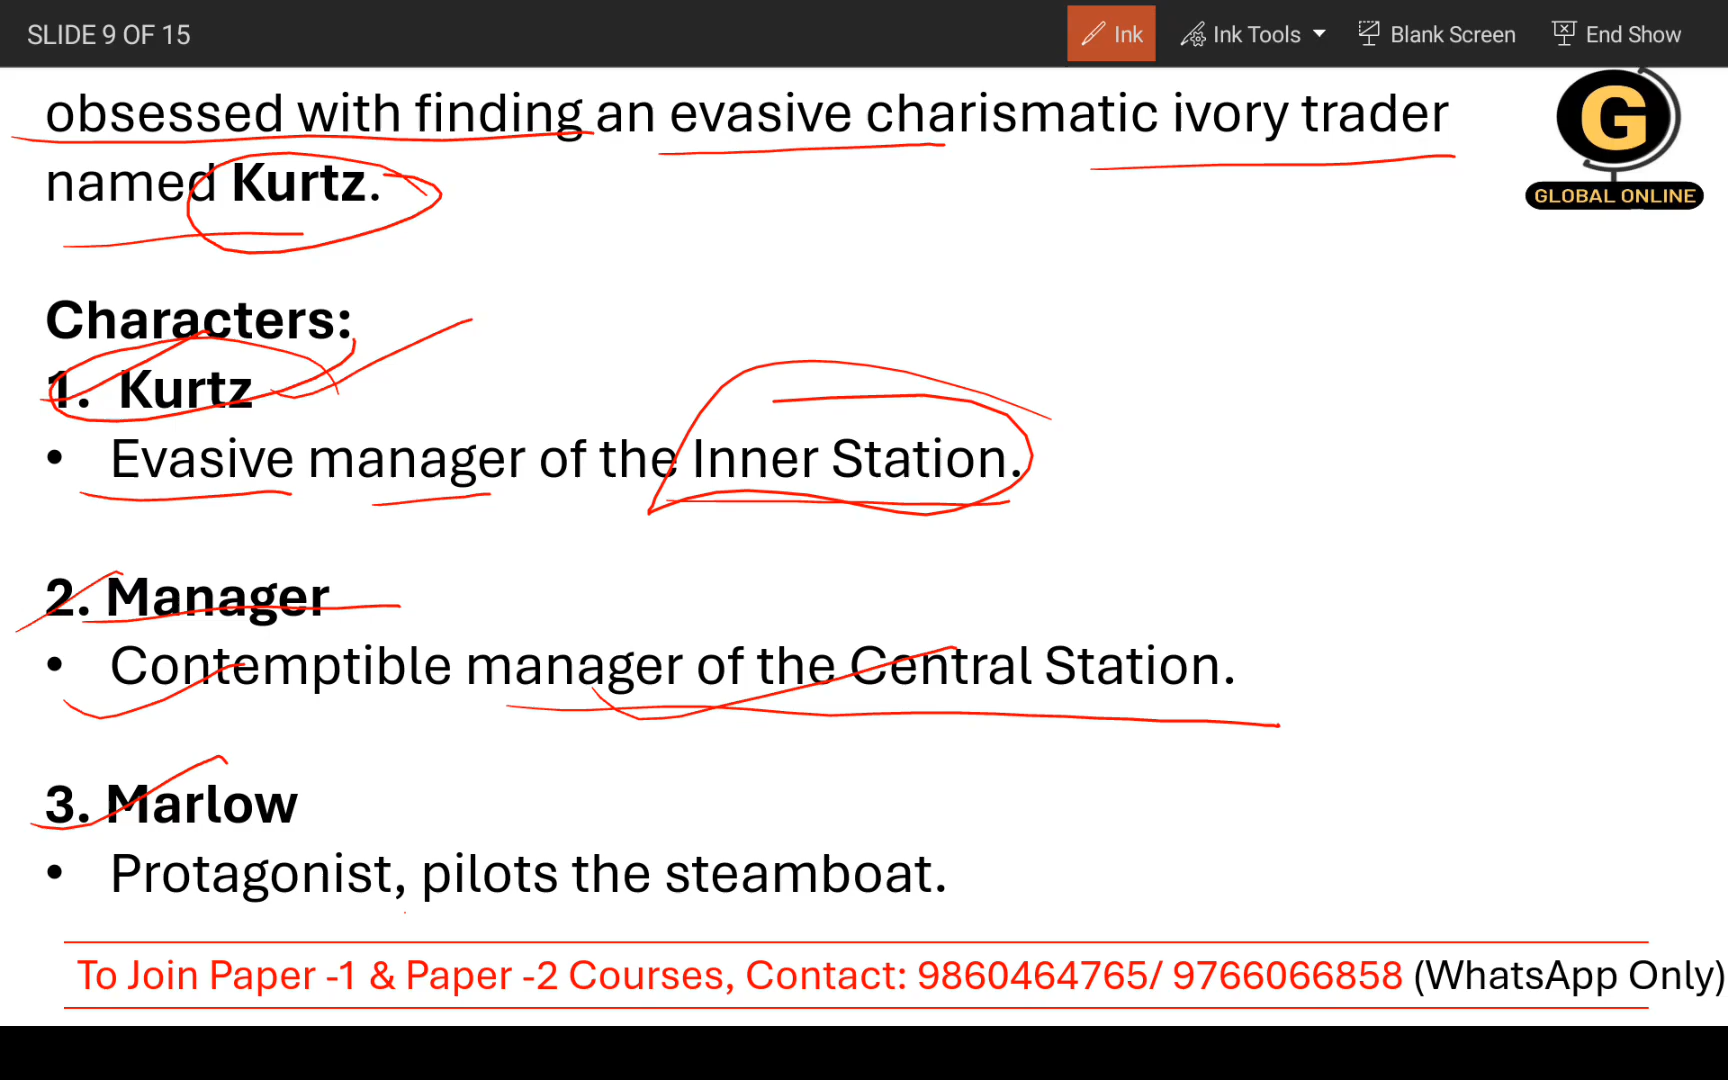 SLIDE 9 OF 15
Ink
Ink Tools
Blank Screen
End Show
obsessed with finding an evasive charismatic ivory trader
named Kurtz.
G
GLOBAL ONLINE
Characters:
1. Kurtz
• Evasive manager of the Inner Station.
2. Manager
• Contemptible manager of the Central Station.
3. Marlow
• Protagonist, pilots the steamboat.
To Join Paper -1 & Paper -2 Courses, Contact: 9860464765/ 9766066858 (WhatsApp Only)